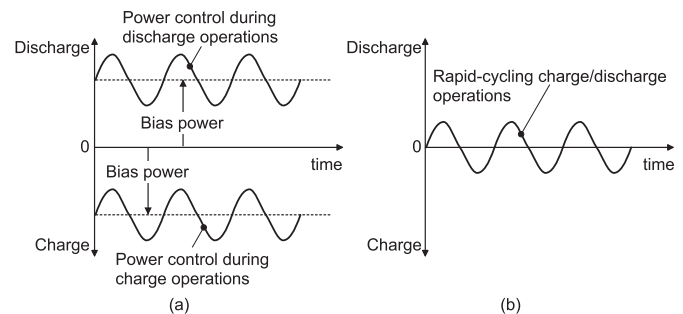 Power control during
discharge operations
Discharge
Bias power
0
time
Bias power
Charge
Power control during
charge operations
(a)
Discharge
Rapid-cycling charge/discharge
operations
0
time
Charge
(b)